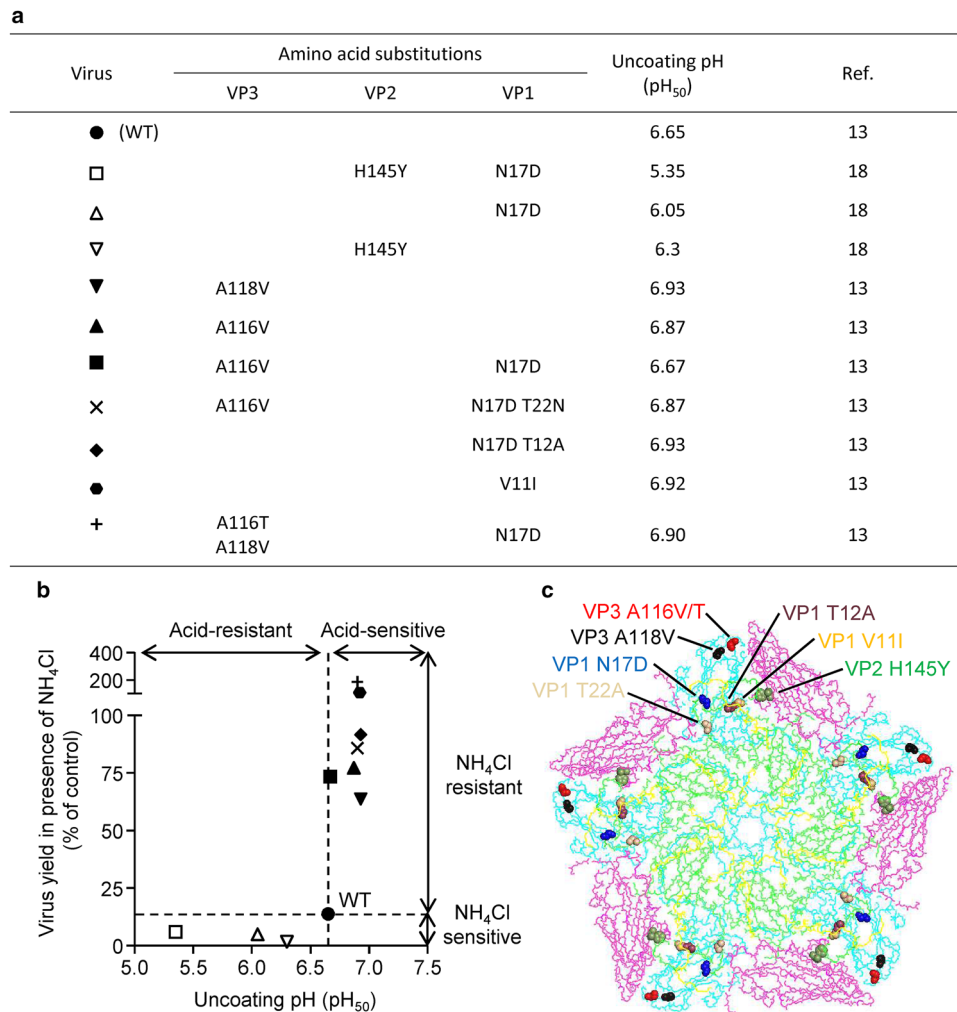 a
Virus Amino acid substitutions Uncoating pH (pH50) Ref.
VP3 VP2 VP1
(WT) 6.65 13
H145Y N17D 5.35 18
N17D 6.05 18
H145Y 6.3 18
A118V 6.93 13
A116V 6.87 13
A116V N17D 6.67 13
A116V N17D T22N 6.87 13
N17D T12A 6.93 13
V11I 6.92 13
A116T
A118V N17D 6.90 13
b
Acid-resistant Acid-sensitive
Virus yield in presence of NH4Cl
(% of control)
400
200
100
75
50
25
0
NH4Cl
resistant
WT
NH4Cl
sensitive
5.0 5.5 6.0 6.5 7.0 7.5
Uncoating pH (pH50)
c
VP3 A116V/T
VP3 A118V
VP1 N17D
VP1 T22A
VP1 T12A
VP1 V11I
VP2 H145Y